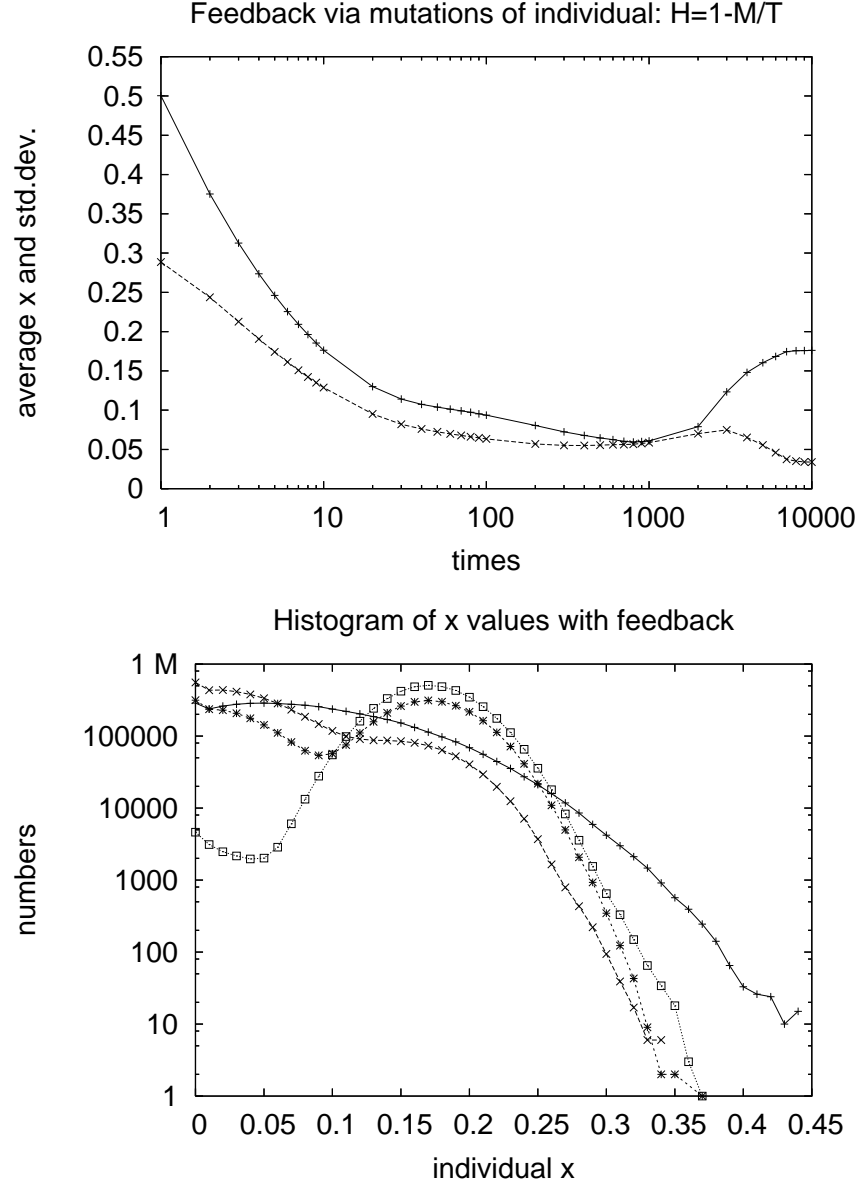 Feedback via mutations of individual: H=1-M/T
0.55
0.5
0.45
0.4
0.35
0.3
0.25
0.2
0.15
0.1
0.05
0
average x and std.dev.
1 10 100 1000 10000
times
Histogram of x values with feedback
1 M
100000
10000
1000
100
10
1
numbers
0 0.05 0.1 0.15 0.2 0.25 0.3 0.35 0.4 0.45
individual x